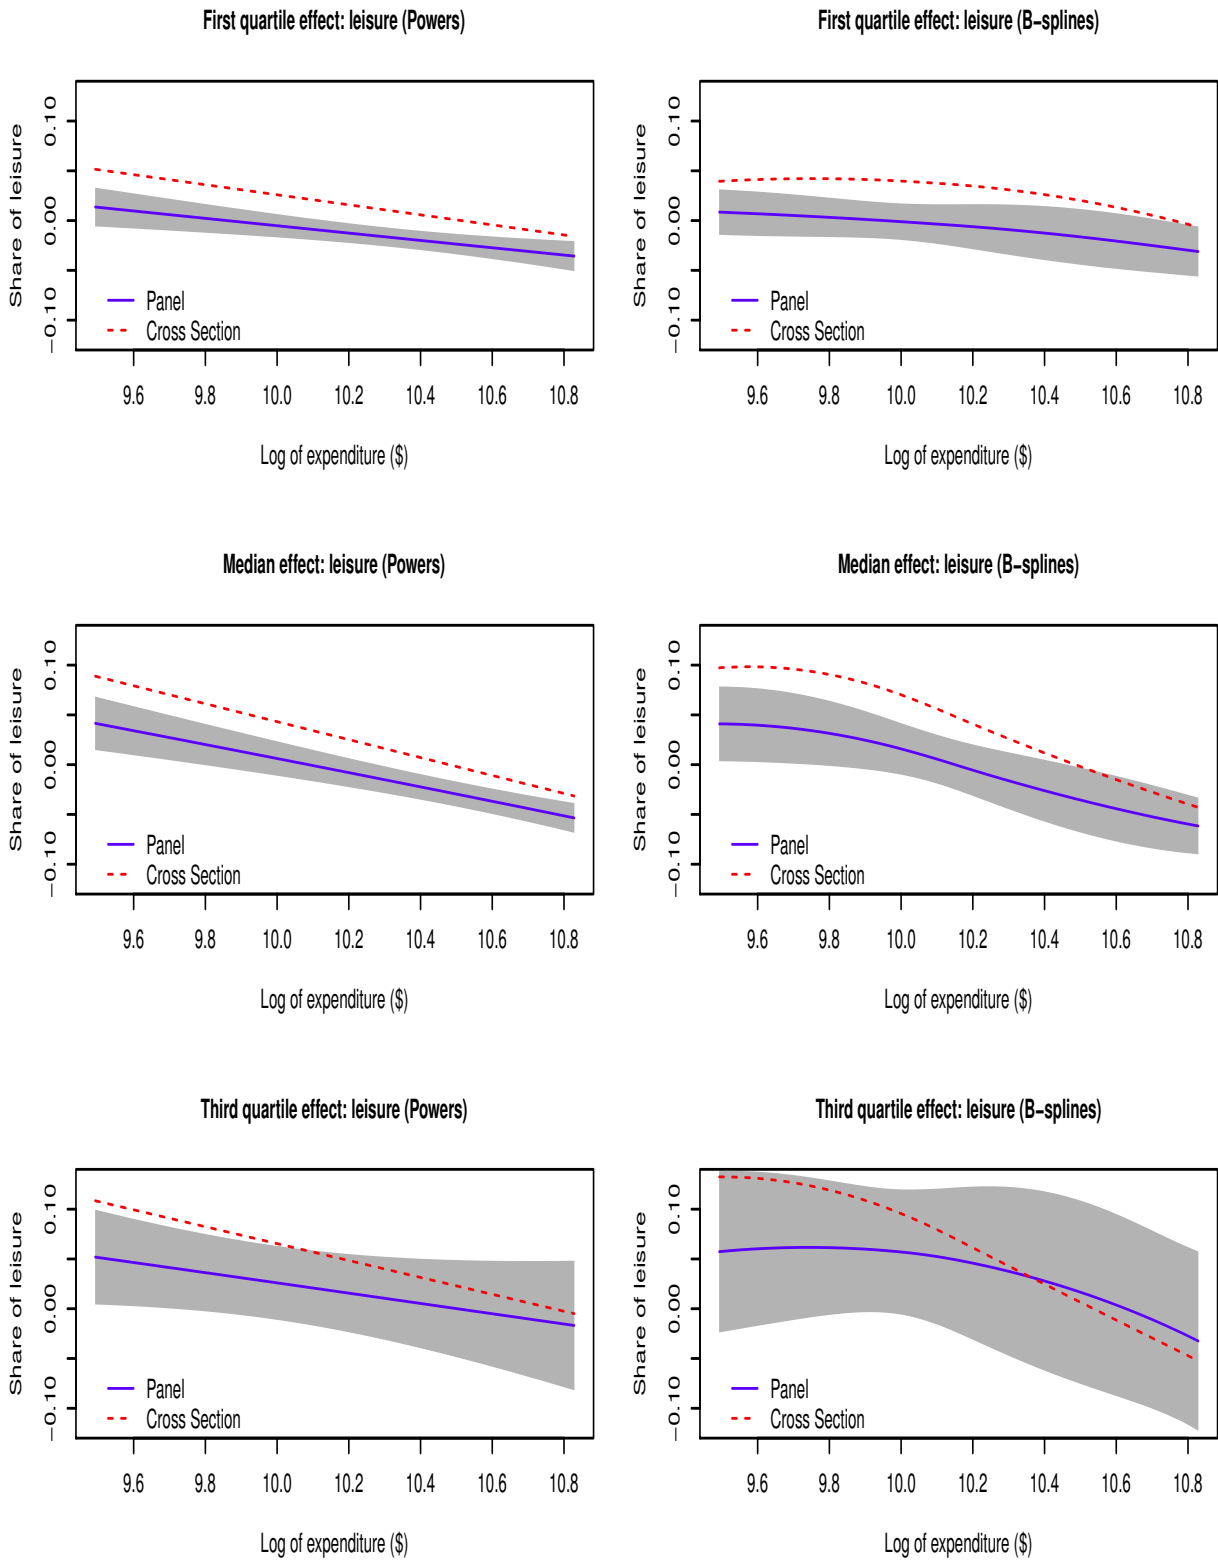 First quartile effect: leisure (Powers)
Share of leisure
0.10
0.00
−0.10
Panel
Cross Section
9.6 9.8 10.0 10.2 10.4 10.6 10.8
Log of expenditure ($)
First quartile effect: leisure (B−splines)
Share of leisure
0.10
0.00
−0.10
Panel
Cross Section
9.6 9.8 10.0 10.2 10.4 10.6 10.8
Log of expenditure ($)
Median effect: leisure (Powers)
Share of leisure
0.10
0.00
−0.10
Panel
Cross Section
9.6 9.8 10.0 10.2 10.4 10.6 10.8
Log of expenditure ($)
Median effect: leisure (B−splines)
Share of leisure
0.10
0.00
−0.10
Panel
Cross Section
9.6 9.8 10.0 10.2 10.4 10.6 10.8
Log of expenditure ($)
Third quartile effect: leisure (Powers)
Share of leisure
0.10
0.00
−0.10
Panel
Cross Section
9.6 9.8 10.0 10.2 10.4 10.6 10.8
Log of expenditure ($)
Third quartile effect: leisure (B−splines)
Share of leisure
0.10
0.00
−0.10
Panel
Cross Section
9.6 9.8 10.0 10.2 10.4 10.6 10.8
Log of expenditure ($)